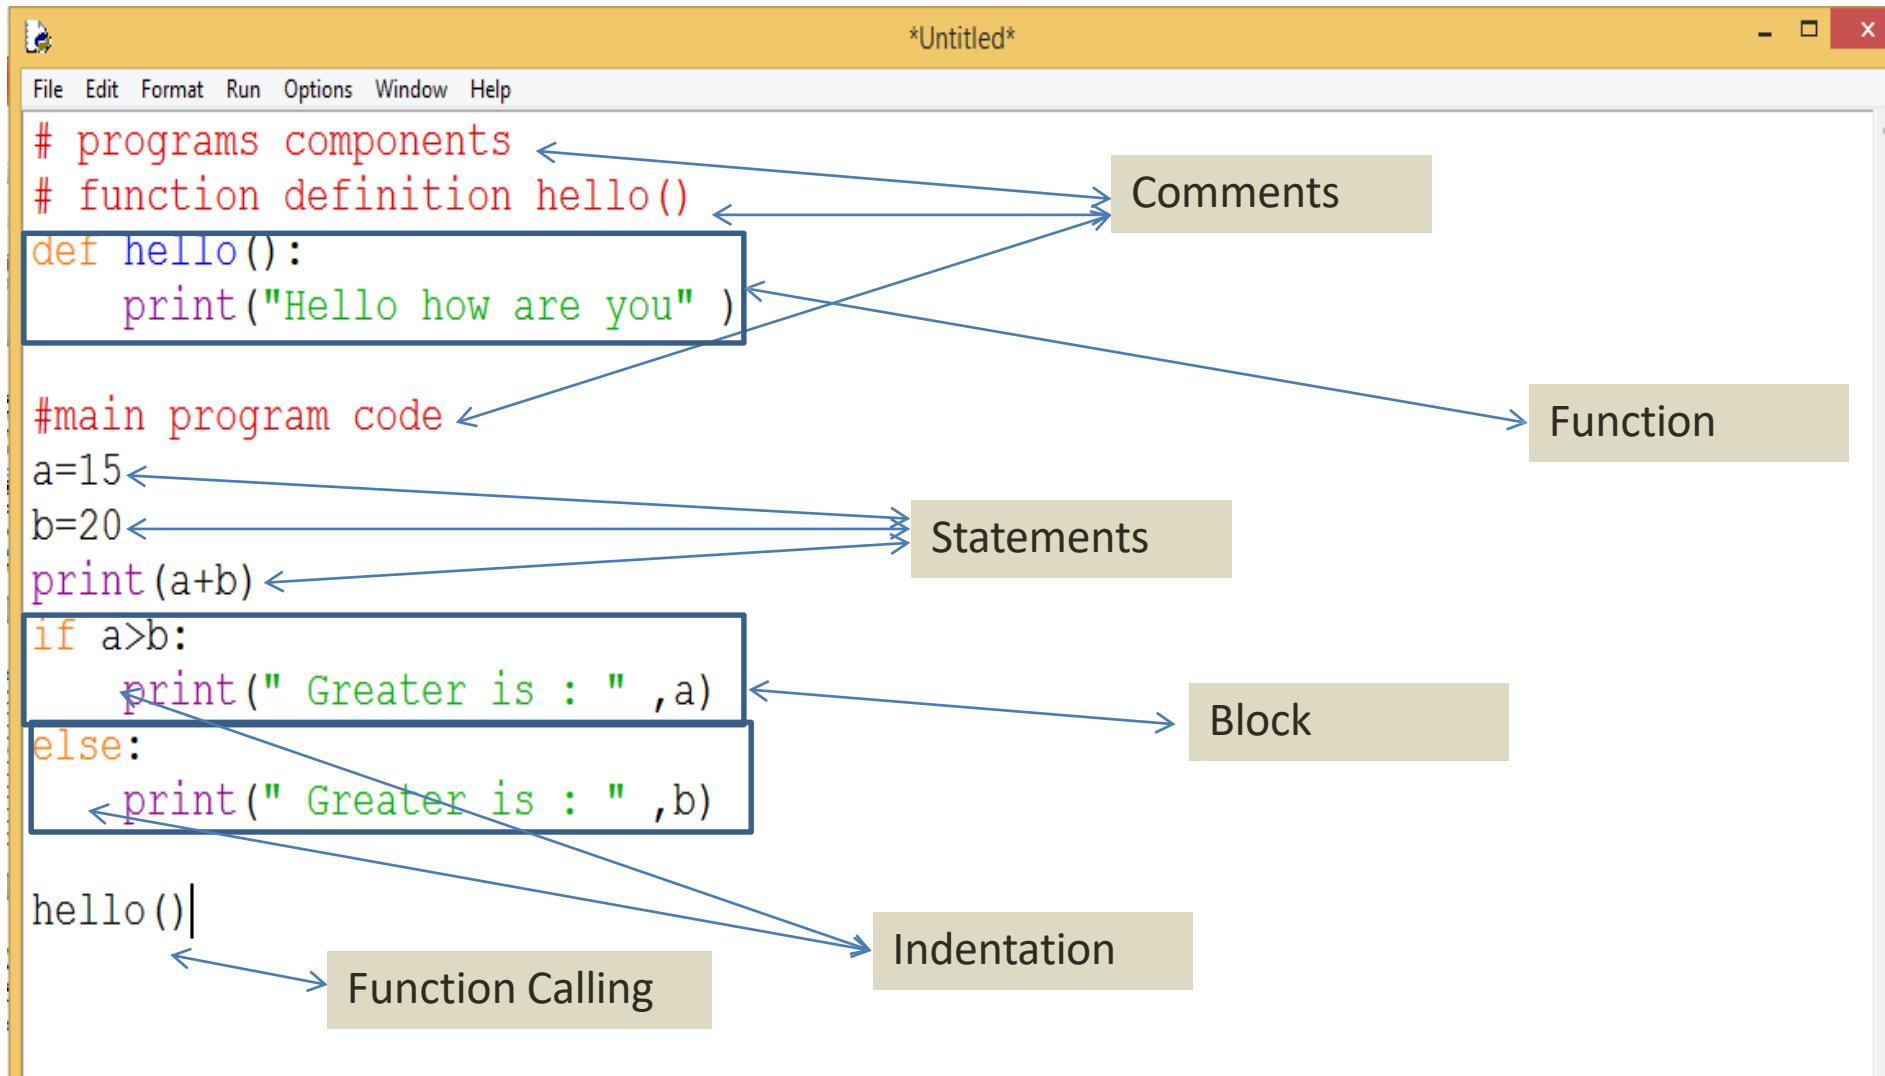 *Untitled*
File Edit Format Run Options Window Help
# programs components
# function definition hello()
def hello():
    print("Hello how are you" )
#main program code
a=15
b=20
print(a+b)
if a>b:
    print(" Greater is : " ,a)
else:
    print(" Greater is : " ,b)
hello()
Comments
Function
Statements
Block
Indentation
Function Calling